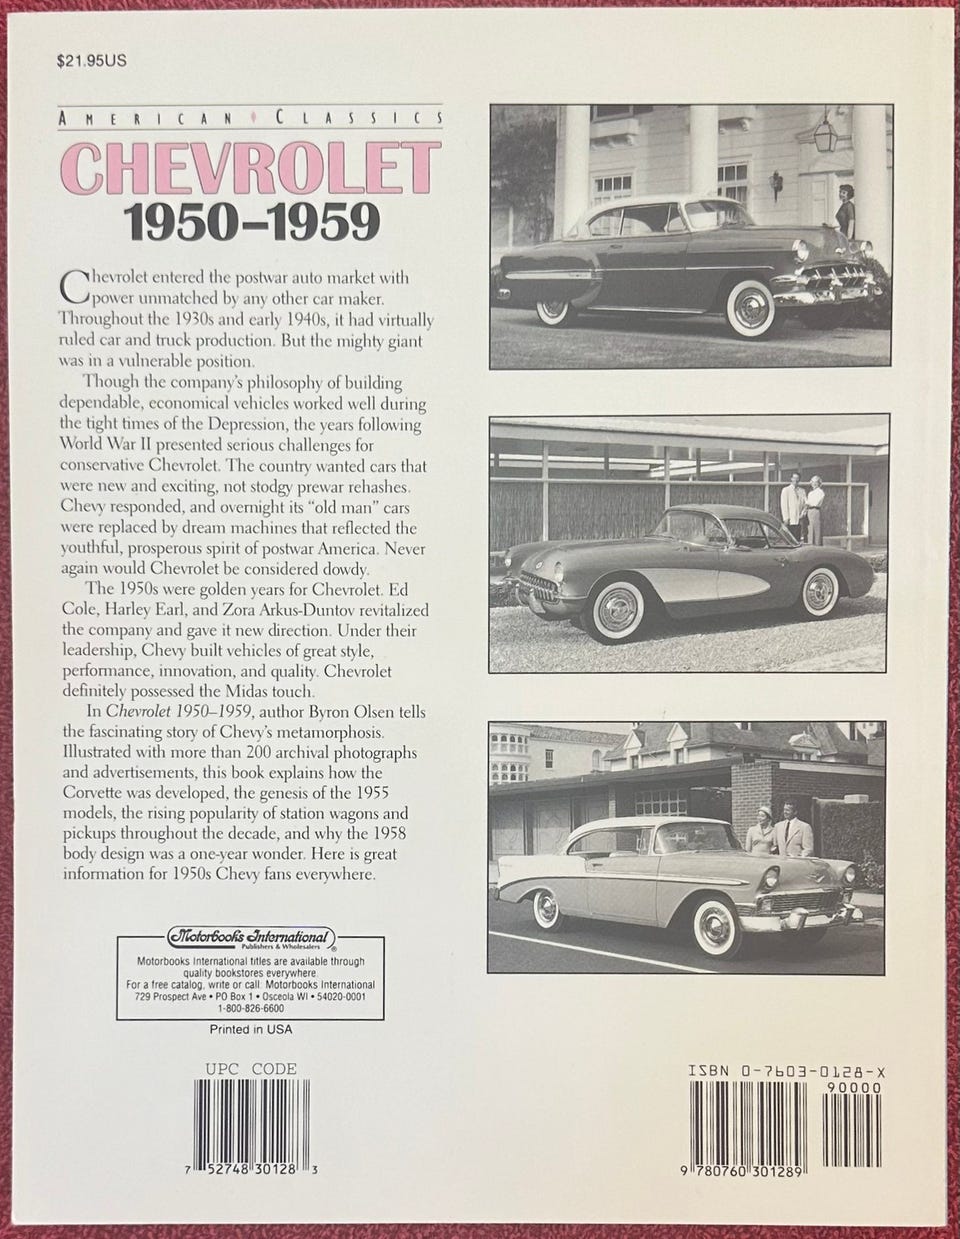 $21.95US
AMERICAN CLASSICS
CHEVROLET
1950–1959
Chevrolet entered the postwar auto market with
power unmatched by any other car maker.
Throughout the 1930s and early 1940s, it had virtually
ruled car and truck production. But the mighty giant
was in a vulnerable position.
Though the company's philosophy of building
dependable, economical vehicles worked well during
the tight times of the Depression, the years following
World War II presented serious challenges for
conservative Chevrolet. The country wanted cars that
were new and exciting, not stodgy prewar rehashes.
Chevy responded, and overnight its “old man” cars
were replaced by dream machines that reflected the
youthful, prosperous spirit of postwar America. Never
again would Chevrolet be considered dowdy.
The 1950s were golden years for Chevrolet. Ed
Cole, Harley Earl, and Zora Arkus-Duntov revitalized
the company and gave it new direction. Under their
leadership, Chevy built vehicles of great style,
performance, innovation, and quality. Chevrolet
definitely possessed the Midas touch.
In Chevrolet 1950–1959, author Byron Olsen tells
the fascinating story of Chevy's metamorphosis.
Illustrated with more than 200 archival photographs
and advertisements, this book explains how the
Corvette was developed, the genesis of the 1955
models, the rising popularity of station wagons and
pickups throughout the decade, and why the 1958
body design was a one-year wonder. Here is great
information for 1950s Chevy fans everywhere.
Motorbooks International
Publishers & Wholesalers ®
Motorbooks International titles are available through
quality bookstores everywhere.
For a free catalog, write or call: Motorbooks International
729 Prospect Ave • PO Box 1 • Osceola WI • 54020-0001
1-800-826-6600
Printed in USA
UPC CODE
7 52748 30128 3
ISBN 0-7603-0128-X
90000
9 780760 301289